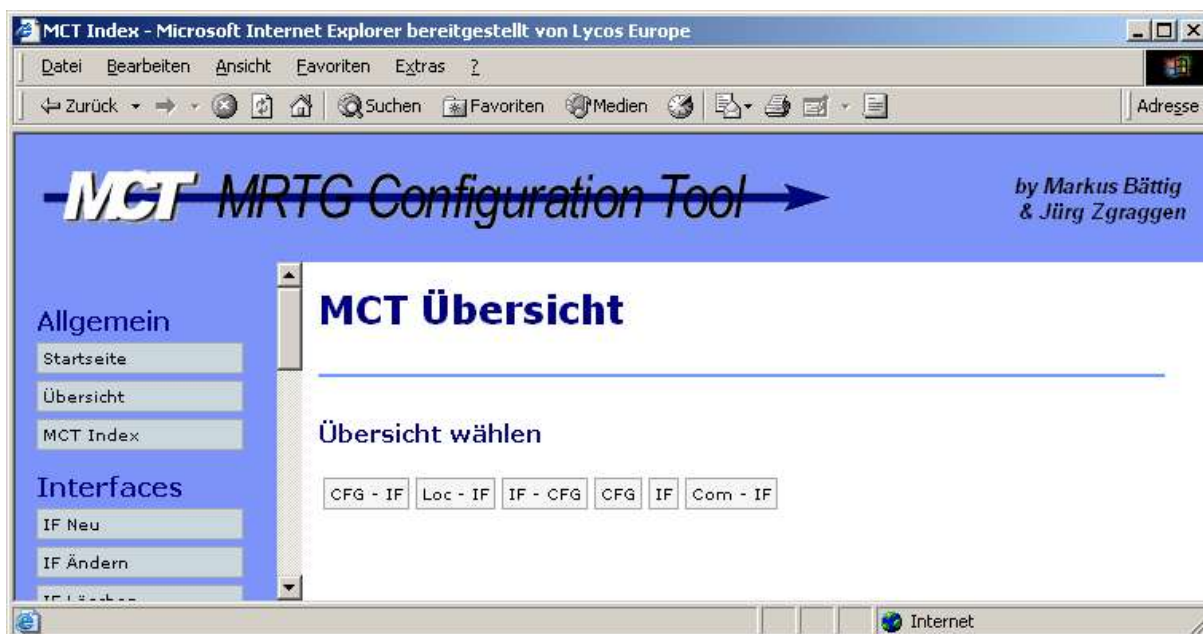 MCT Index - Microsoft Internet Explorer bereitgestellt von Lycos Europe
Datei Bearbeiten Ansicht Favoriten Extras ?
Zurück Suchen Favoriten Medien Adresse
MCT MRTG Configuration Tool
by Markus Bättig
& Jürg Zgraggen
Allgemein
Startseite
Übersicht
MCT Index
Interfaces
IF Neu
IF Ändern
MCT Übersicht
Übersicht wählen
CFG - IF Loc - IF IF - CFG CFG IF Com - IF
Internet